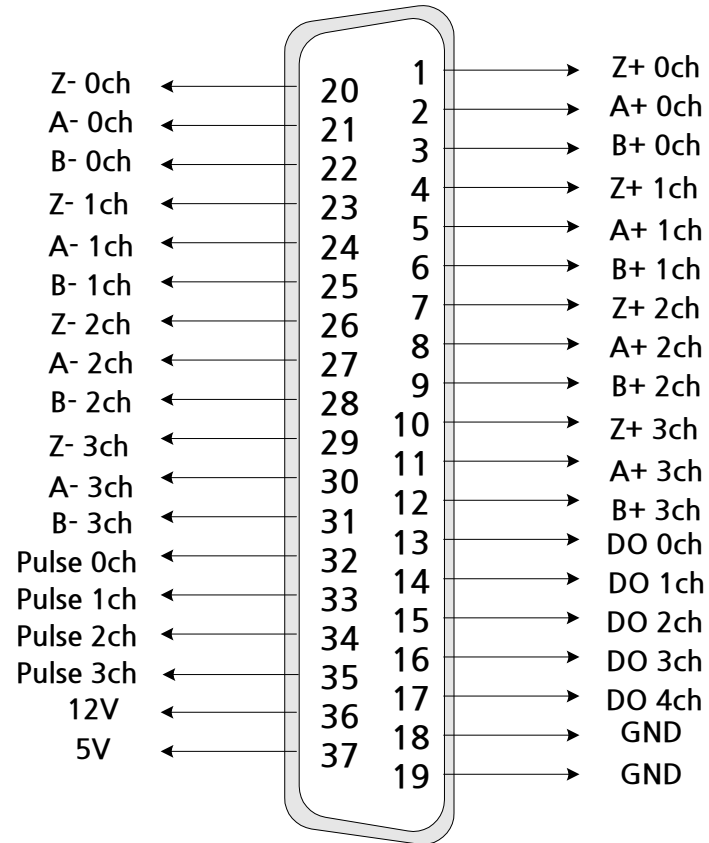 Z- 0ch 20 1 Z+ 0ch
A- 0ch 21 2 A+ 0ch
B- 0ch 22 3 B+ 0ch
Z- 1ch 23 4 Z+ 1ch
A- 1ch 24 5 A+ 1ch
B- 1ch 25 6 B+ 1ch
Z- 2ch 26 7 Z+ 2ch
A- 2ch 27 8 A+ 2ch
B- 2ch 28 9 B+ 2ch
Z- 3ch 29 10 Z+ 3ch
A- 3ch 30 11 A+ 3ch
B- 3ch 31 12 B+ 3ch
Pulse 0ch 32 13 DO 0ch
Pulse 1ch 33 14 DO 1ch
Pulse 2ch 34 15 DO 2ch
Pulse 3ch 35 16 DO 3ch
12V 36 17 DO 4ch
5V 37 18 GND
19 GND